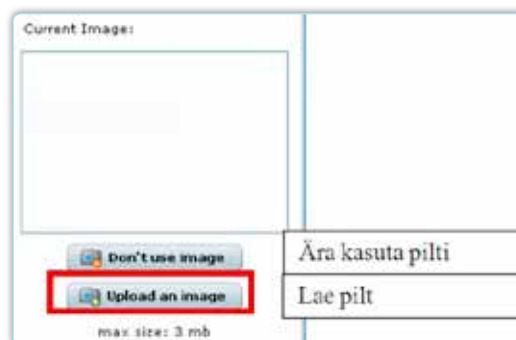 Current Image:
Don't use image
Ära kasuta pilti
Upload an image
Lae pilt
max size: 3 mb